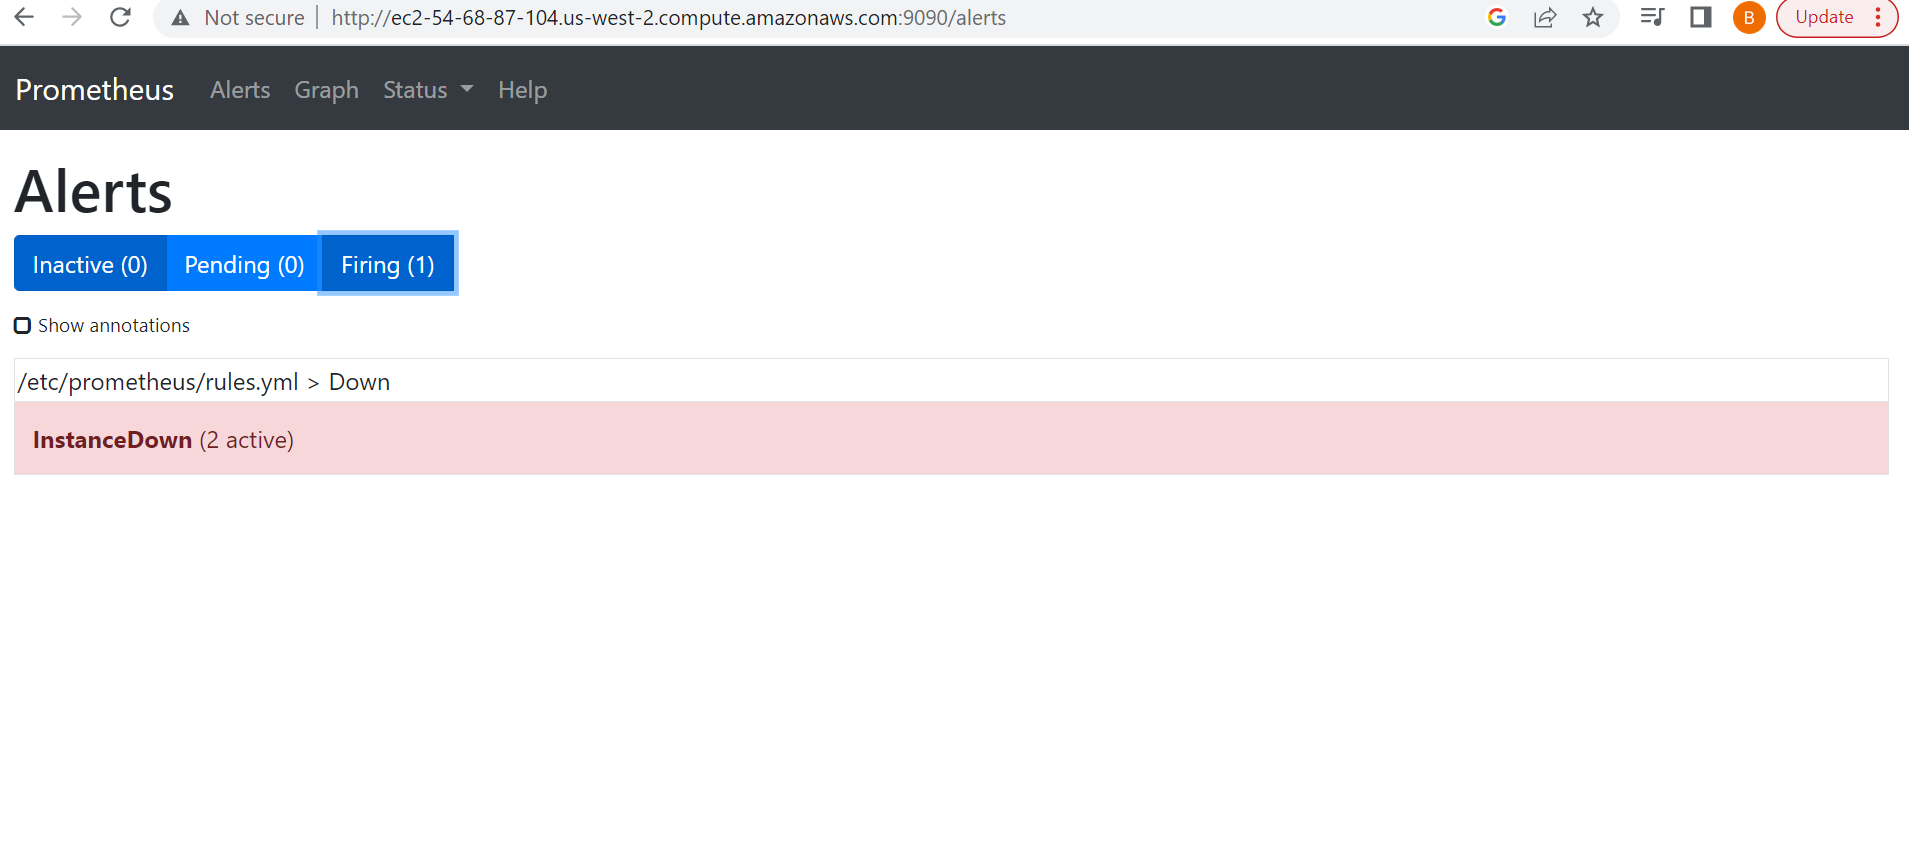 Not secure | http://ec2-54-68-87-104.us-west-2.compute.amazonaws.com:9090/alerts
B
Update
Prometheus Alerts Graph Status Help
Alerts
Inactive (0) Pending (0) Firing (1)
Show annotations
/etc/prometheus/rules.yml > Down
InstanceDown (2 active)